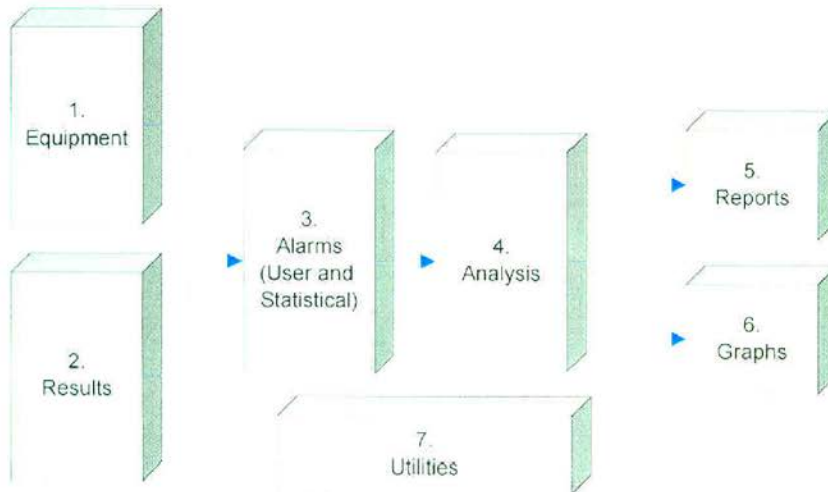 1.
Equipment
2.
Results
3.
Alarms
(User and
Statistical)
4.
Analysis
5.
Reports
6.
Graphs
7.
Utilities